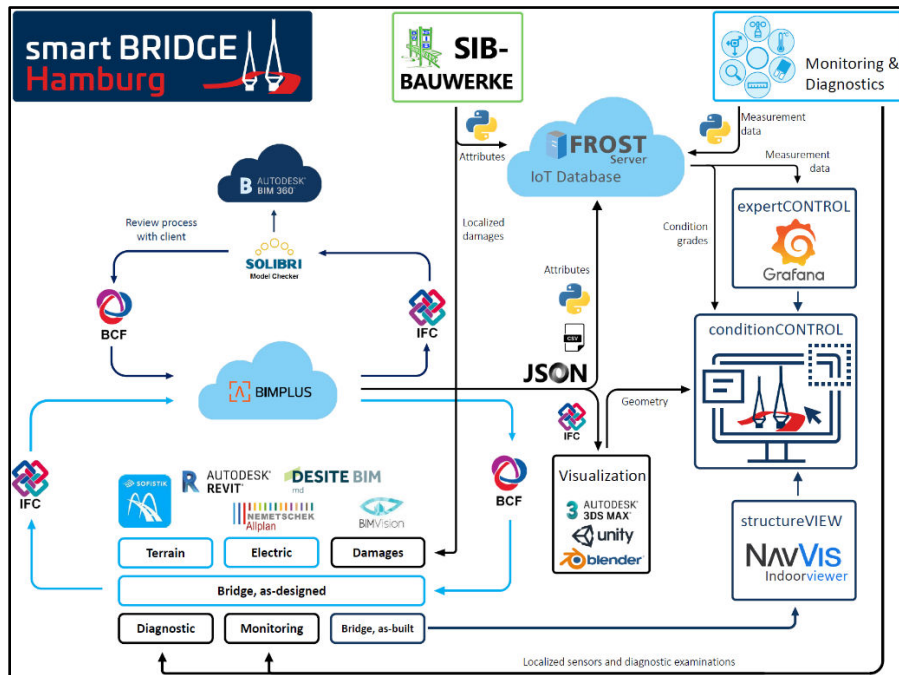 smart BRIDGE
Hamburg
SIB-
BAUWERKE
Monitoring &
Diagnostics
Attributes
FROST
Server
IoT Database
Measurement
data
Measurement
data
B AUTODESK
BIM 360
Review process
with client
Localized
damages
Condition
grades
expertCONTROL
Grafana
SOLIBRI
Model Checker
BCF
IFC
Attributes
CSV
JSON
conditionCONTROL
BIMPLUS
Geometry
IFC
IFC
SOFISTIK
R AUTODESK
REVIT
DESITE BIM
md
NEMETSCHEK
Allplan
BIMVision
BCF
Visualization
3 AUTODESK
3DS MAX
unity
blender
structureVIEW
NAVVIS
Indoorviewer
Terrain
Electric
Damages
Bridge, as-designed
Diagnostic
Monitoring
Bridge, as-built
Localized sensors and diagnostic examinations